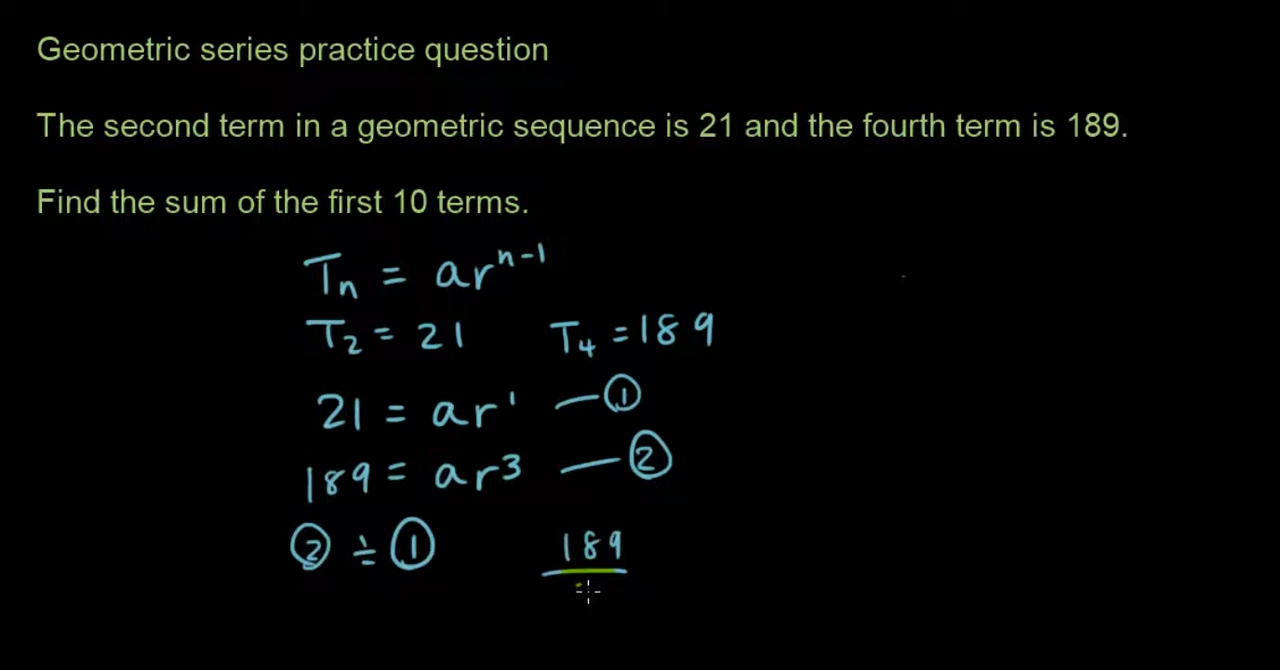 Geometric series practice question
The second term in a geometric sequence is 21 and the fourth term is 189.
Find the sum of the first 10 terms.
Tₙ = arⁿ⁻¹
T₂ = 21 T₄ = 189
21 = ar¹ — ①
189 = ar³ — ②
② ÷ ① 189